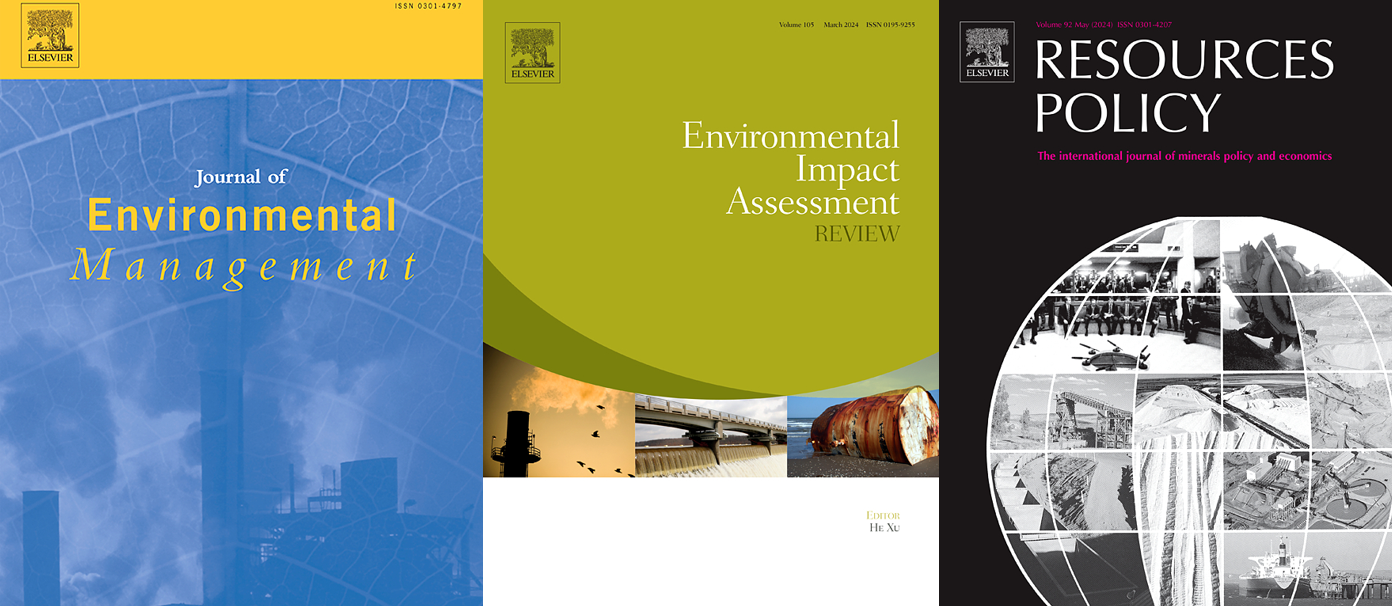 ISSN 0301-4797
ELSEVIER
Journal of
Environmental
Management
Volume 105 March 2024 ISSN 0195-9255
ELSEVIER
Environmental
Impact
Assessment
REVIEW
EDITOR
HE XU
Volume 92 May (2024) ISSN 0301-4207
ELSEVIER
RESOURCES
POLICY
The international journal of minerals policy and economics